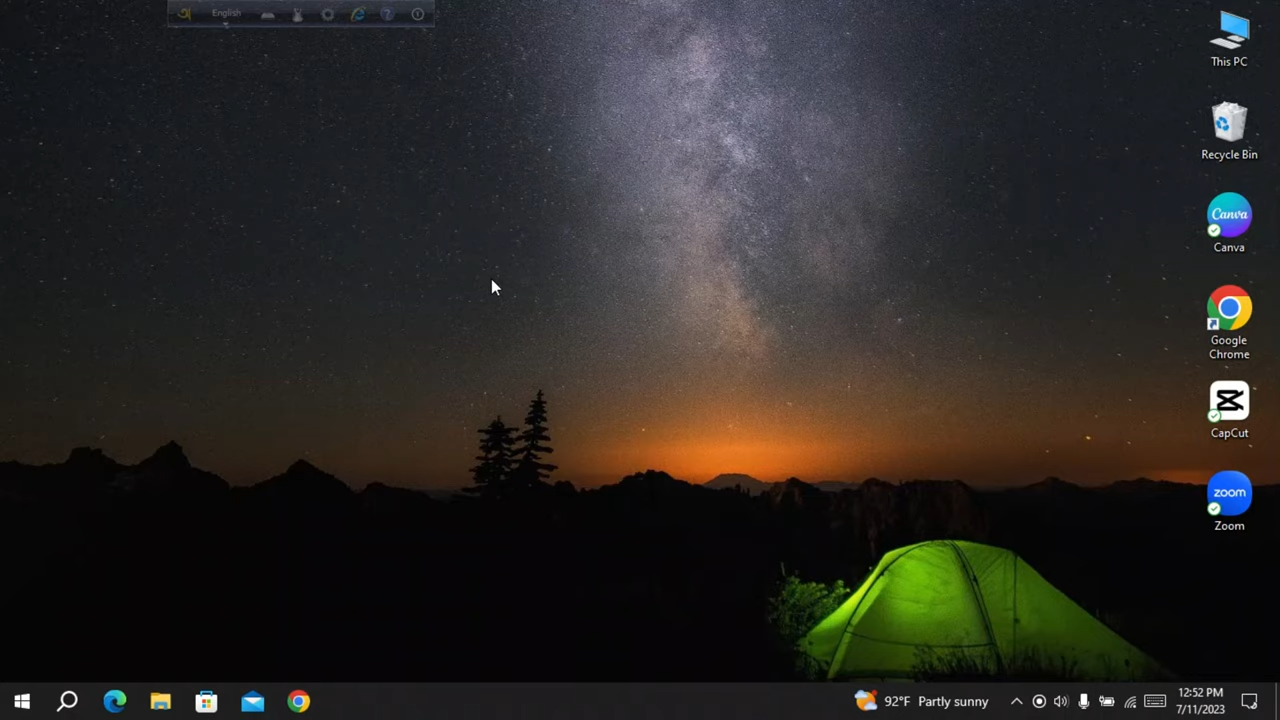 English
This PC
Recycle Bin
Canva
Canva
Google
Chrome
CapCut
zoom
Zoom
92°F Partly sunny
12:52 PM
7/11/2023